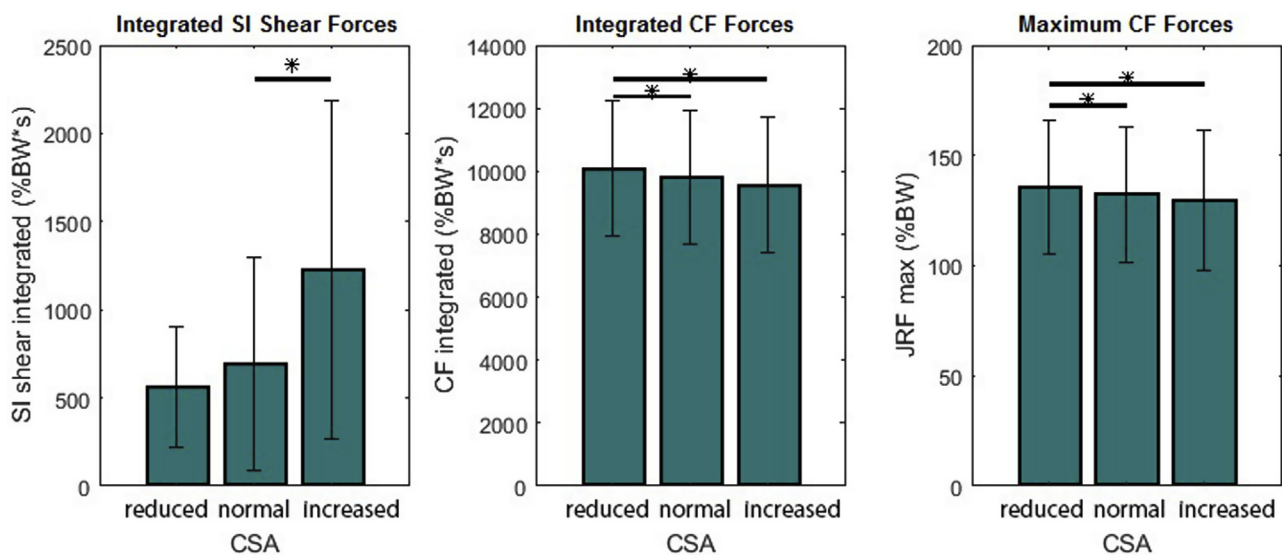 Integrated SI Shear Forces
SI shear integrated (%BW*s)
2500
2000
1500
1000
500
0
*
reduced normal increased
CSA
Integrated CF Forces
CF integrated (%BW*s)
14000
12000
10000
8000
6000
4000
2000
0
*
*
reduced normal increased
CSA
Maximum CF Forces
JRF max (%BW)
200
150
100
50
0
*
*
reduced normal increased
CSA